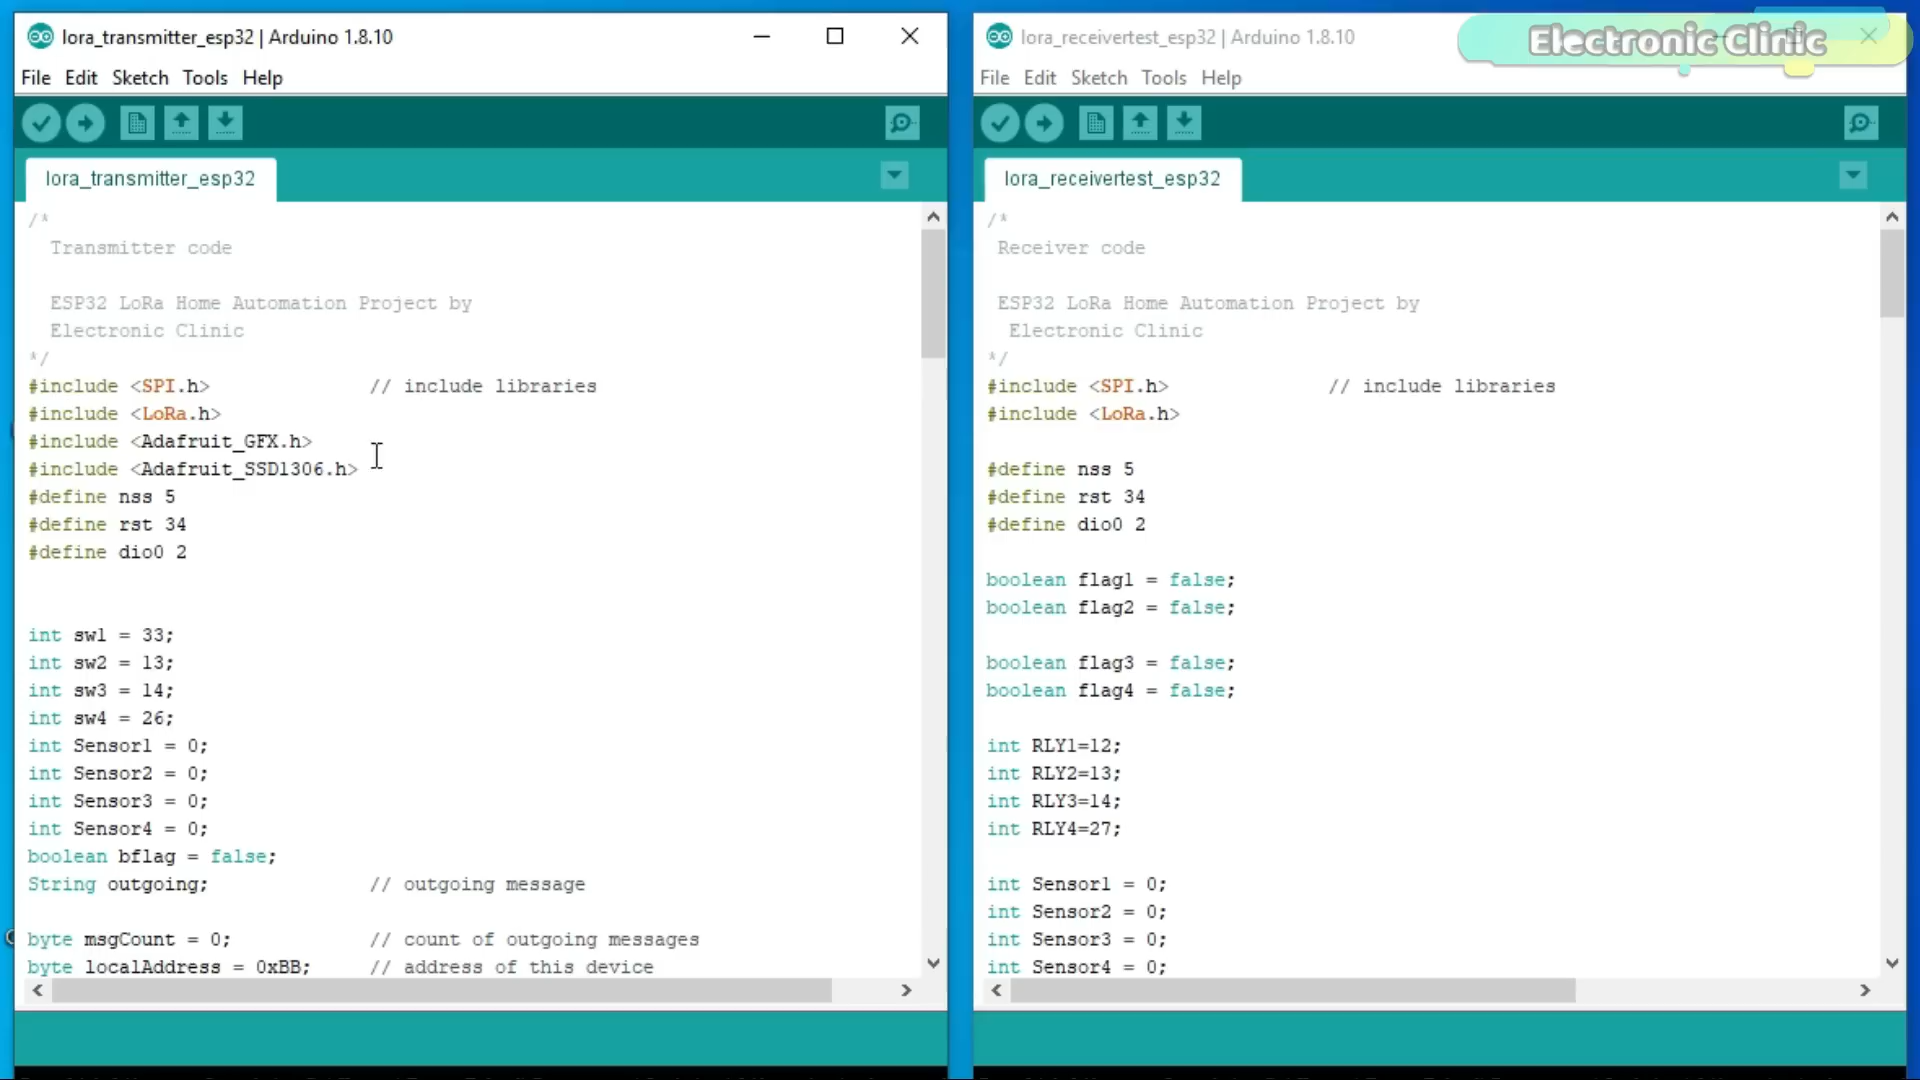 lora_transmitter_esp32 | Arduino 1.8.10
File Edit Sketch Tools Help
lora_transmitter_esp32
/*
Transmitter code
ESP32 LoRa Home Automation Project by
Electronic Clinic
*/
#include <SPI.h> // include libraries
#include <LoRa.h>
#include <Adafruit_GFX.h>
#include <Adafruit_SSD1306.h>
#define nss 5
#define rst 34
#define dio0 2
int sw1 = 33;
int sw2 = 13;
int sw3 = 14;
int sw4 = 26;
int Sensor1 = 0;
int Sensor2 = 0;
int Sensor3 = 0;
int Sensor4 = 0;
boolean bflag = false;
String outgoing; // outgoing message
byte msgCount = 0; // count of outgoing messages
byte localAddress = 0xBB; // address of this device
lora_receivertest_esp32 | Arduino 1.8.10
Electronic Clinic
File Edit Sketch Tools Help
lora_receivertest_esp32
/*
Receiver code
ESP32 LoRa Home Automation Project by
Electronic Clinic
*/
#include <SPI.h> // include libraries
#include <LoRa.h>
#define nss 5
#define rst 34
#define dio0 2
boolean flag1 = false;
boolean flag2 = false;
boolean flag3 = false;
boolean flag4 = false;
int RLY1=12;
int RLY2=13;
int RLY3=14;
int RLY4=27;
int Sensor1 = 0;
int Sensor2 = 0;
int Sensor3 = 0;
int Sensor4 = 0;